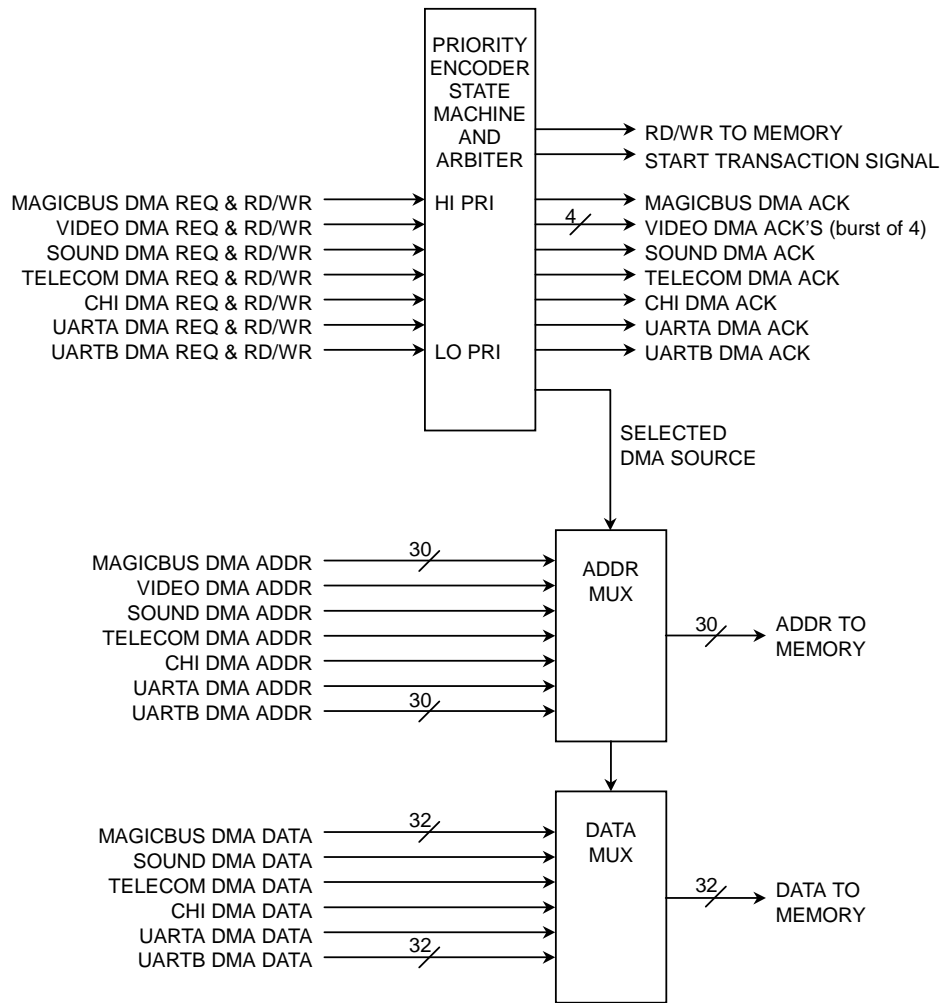 PRIORITY
ENCODER
STATE
MACHINE
AND
ARBITER
RD/WR TO MEMORY
START TRANSACTION SIGNAL
MAGICBUS DMA REQ & RD/WR
HI PRI
MAGICBUS DMA ACK
VIDEO DMA REQ & RD/WR
4
VIDEO DMA ACK'S (burst of 4)
SOUND DMA REQ & RD/WR
SOUND DMA ACK
TELECOM DMA REQ & RD/WR
TELECOM DMA ACK
CHI DMA REQ & RD/WR
CHI DMA ACK
UARTA DMA REQ & RD/WR
UARTA DMA ACK
UARTB DMA REQ & RD/WR
LO PRI
UARTB DMA ACK
SELECTED
DMA SOURCE
MAGICBUS DMA ADDR
30
VIDEO DMA ADDR
SOUND DMA ADDR
TELECOM DMA ADDR
CHI DMA ADDR
UARTA DMA ADDR
UARTB DMA ADDR
30
ADDR
MUX
30
ADDR TO
MEMORY
MAGICBUS DMA DATA
32
SOUND DMA DATA
TELECOM DMA DATA
CHI DMA DATA
UARTA DMA DATA
UARTB DMA DATA
32
DATA
MUX
32
DATA TO
MEMORY